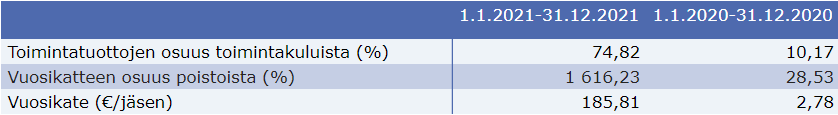 1.1.2021-31.12.2021 1.1.2020-31.12.2020
Toimintatuottojen osuus toimintakuluista (%) 74,82 10,17
Vuosikatteen osuus poistoista (%) 1 616,23 28,53
Vuosikate (€/jäsen) 185,81 2,78